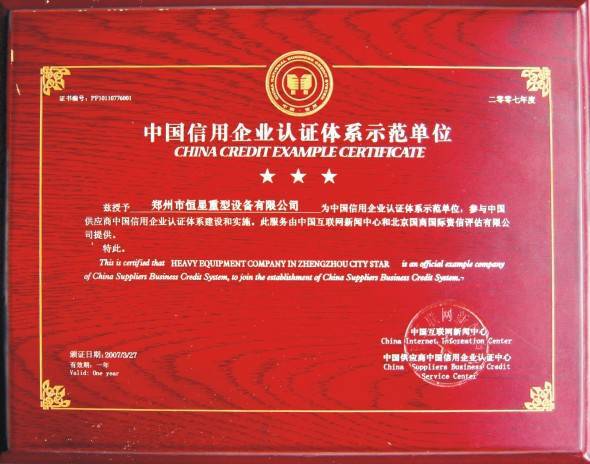 证书编号：PF10110776001
二零零七年度
中国信用企业认证体系示范单位
CHINA CREDIT EXAMPLE CERTIFICATE
兹授予 郑州市恒星重型设备有限公司 为中国信用企业认证体系示范单位，参与中国
供应商中国信用企业认证体系建设和实施。此服务由中国互联网新闻中心和北京国商国际资信评估有限公
司提供。
特此。
This is certified that HEAVY EQUIPMENT COMPANY IN ZHENGZHOU CITY STAR is an official example company
of China Suppliers Business Credit System, to join the establishment of China Suppliers Business Credit System.
中国互联网新闻中心
China Internet Information Center
颁证日期：2007/3/27
中国供应商中国信用企业认证中心
有效期：一年
China Suppliers Business Credit
Valid: One year
Service Center